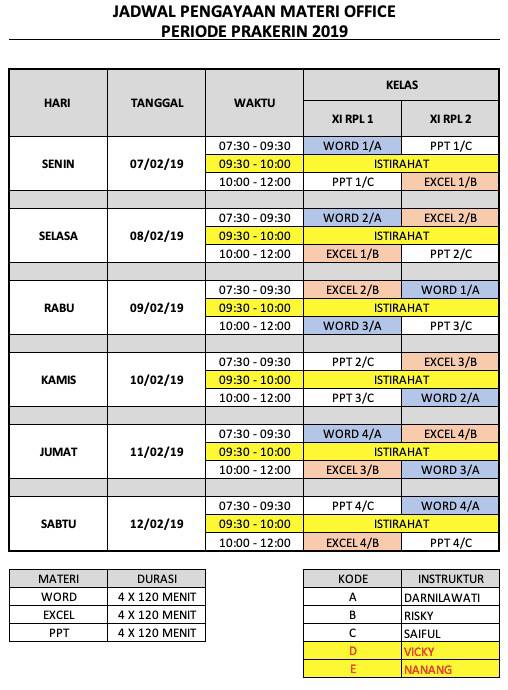 JADWAL PENGAYAAN MATERI OFFICE
PERIODE PRAKERIN 2019
HARI TANGGAL WAKTU KELAS
XI RPL 1 XI RPL 2
SENIN 07/02/19 07:30 - 09:30 WORD 1/A PPT 1/C
09:30 - 10:00 ISTIRAHAT
10:00 - 12:00 PPT 1/C EXCEL 1/B
SELASA 08/02/19 07:30 - 09:30 WORD 2/A EXCEL 2/B
09:30 - 10:00 ISTIRAHAT
10:00 - 12:00 EXCEL 1/B PPT 2/C
RABU 09/02/19 07:30 - 09:30 EXCEL 2/B WORD 1/A
09:30 - 10:00 ISTIRAHAT
10:00 - 12:00 WORD 3/A PPT 3/C
KAMIS 10/02/19 07:30 - 09:30 PPT 2/C EXCEL 3/B
09:30 - 10:00 ISTIRAHAT
10:00 - 12:00 PPT 3/C WORD 2/A
JUMAT 11/02/19 07:30 - 09:30 WORD 4/A EXCEL 4/B
09:30 - 10:00 ISTIRAHAT
10:00 - 12:00 EXCEL 3/B WORD 3/A
SABTU 12/02/19 07:30 - 09:30 PPT 4/C WORD 4/A
09:30 - 10:00 ISTIRAHAT
10:00 - 12:00 EXCEL 4/B PPT 4/C
MATERI DURASI
WORD 4 X 120 MENIT
EXCEL 4 X 120 MENIT
PPT 4 X 120 MENIT
KODE INSTRUKTUR
A DARNILAWATI
B RISKY
C SAIFUL
D VICKY
E NANANG